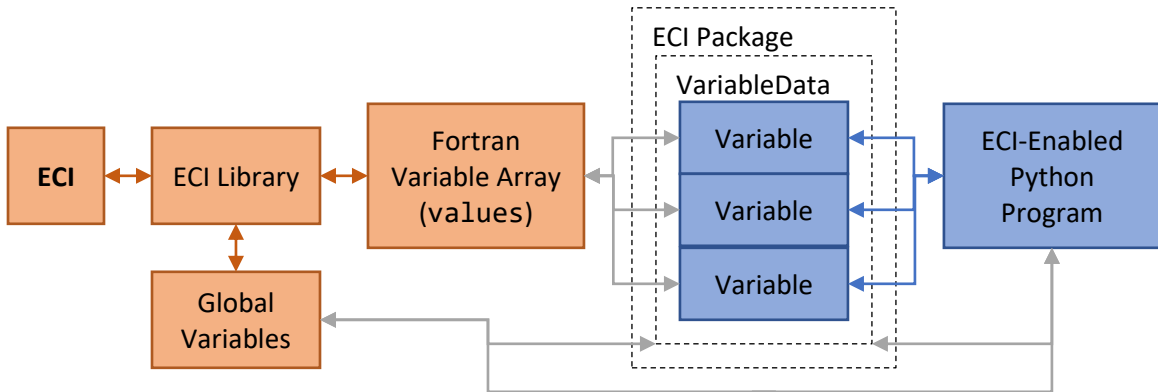 ECI Package
VariableData
ECI
ECI Library
Fortran
Variable Array
(values)
Variable
Variable
Variable
ECI-Enabled
Python
Program
Global
Variables